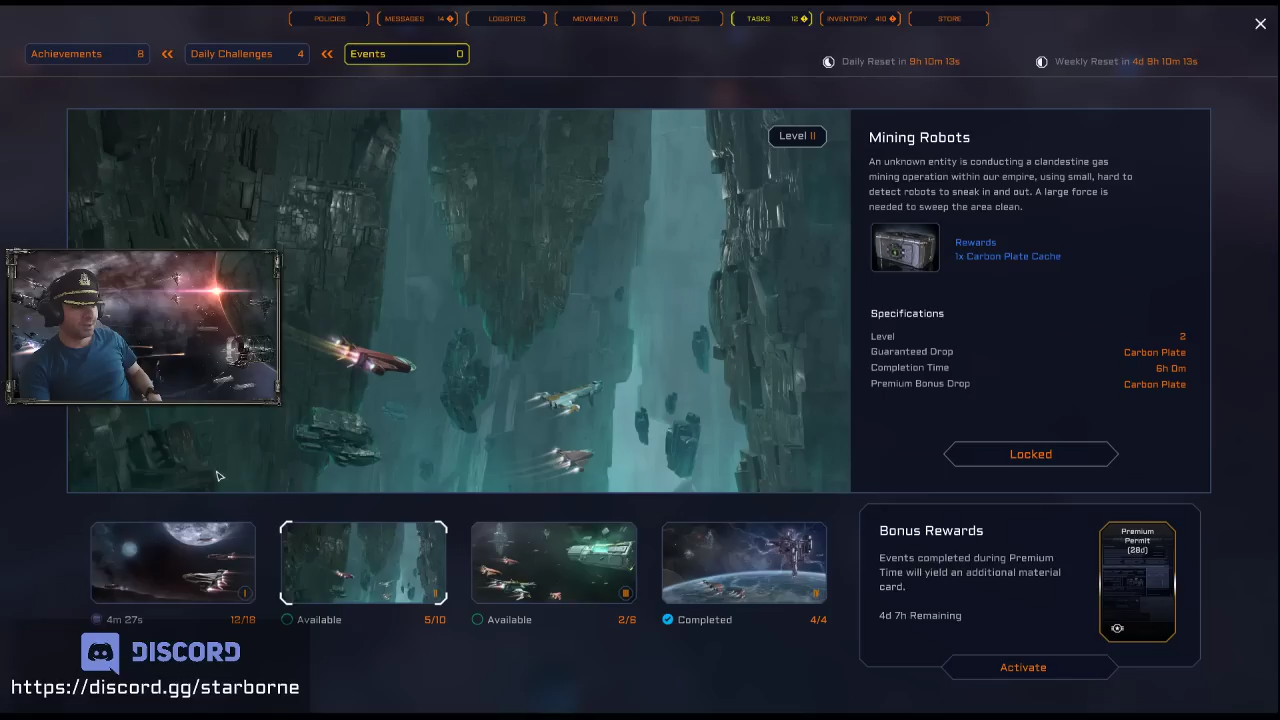 POLICIES
MESSAGES 14
LOGISTICS
MOVEMENTS
POLITICS
TASKS 12
INVENTORY 410
STORE
Achievements 8
Daily Challenges 4
Events 0
Daily Reset in 9h 10m 13s
Weekly Reset in 4d 9h 10m 13s
Level II
Mining Robots
An unknown entity is conducting a clandestine gas
mining operation within our empire, using small, hard to
detect robots to sneak in and out. A large force is
needed to sweep the area clean.
Rewards
1x Carbon Plate Cache
Specifications
Level 2
Guaranteed Drop Carbon Plate
Completion Time 6h 0m
Premium Bonus Drop Carbon Plate
Locked
I
II
III
IV
4m 27s 12/18
Available 5/10
Available 2/6
Completed 4/4
Bonus Rewards
Events completed during Premium
Time will yield an additional material
card.
4d 7h Remaining
Premium
Permit
(28d)
Activate
DISCORD
https://discord.gg/starborne